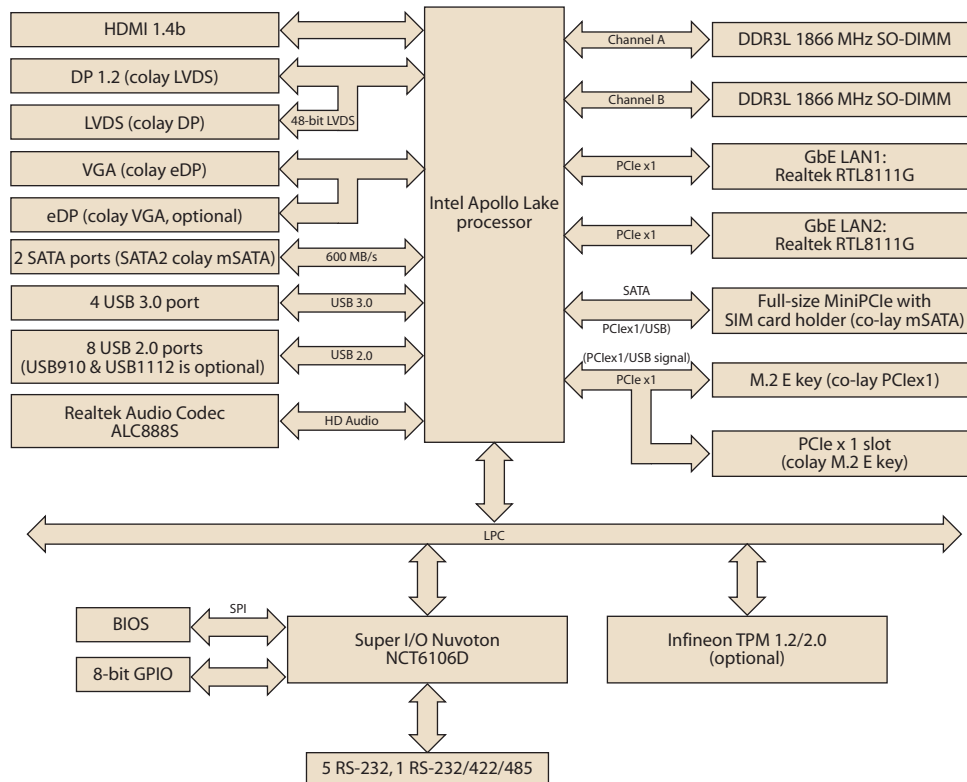 HDMI 1.4b
DP 1.2 (colay LVDS)
LVDS (colay DP)
48-bit LVDS
VGA (colay eDP)
eDP (colay VGA, optional)
2 SATA ports (SATA2 colay mSATA)
600 MB/s
4 USB 3.0 port
USB 3.0
8 USB 2.0 ports
(USB910 & USB1112 is optional)
USB 2.0
Realtek Audio Codec
ALC888S
HD Audio
Intel Apollo Lake
processor
Channel A
DDR3L 1866 MHz SO-DIMM
Channel B
DDR3L 1866 MHz SO-DIMM
PCIe x1
GbE LAN1:
Realtek RTL8111G
PCIe x1
GbE LAN2:
Realtek RTL8111G
SATA
PCIex1/USB)
Full-size MiniPCIe with
SIM card holder (co-lay mSATA)
(PCIex1/USB signal)
PCIe x1
M.2 E key (co-lay PCIex1)
PCIe x 1 slot
(colay M.2 E key)
LPC
BIOS
SPI
8-bit GPIO
Super I/O Nuvoton
NCT6106D
Infineon TPM 1.2/2.0
(optional)
5 RS-232, 1 RS-232/422/485